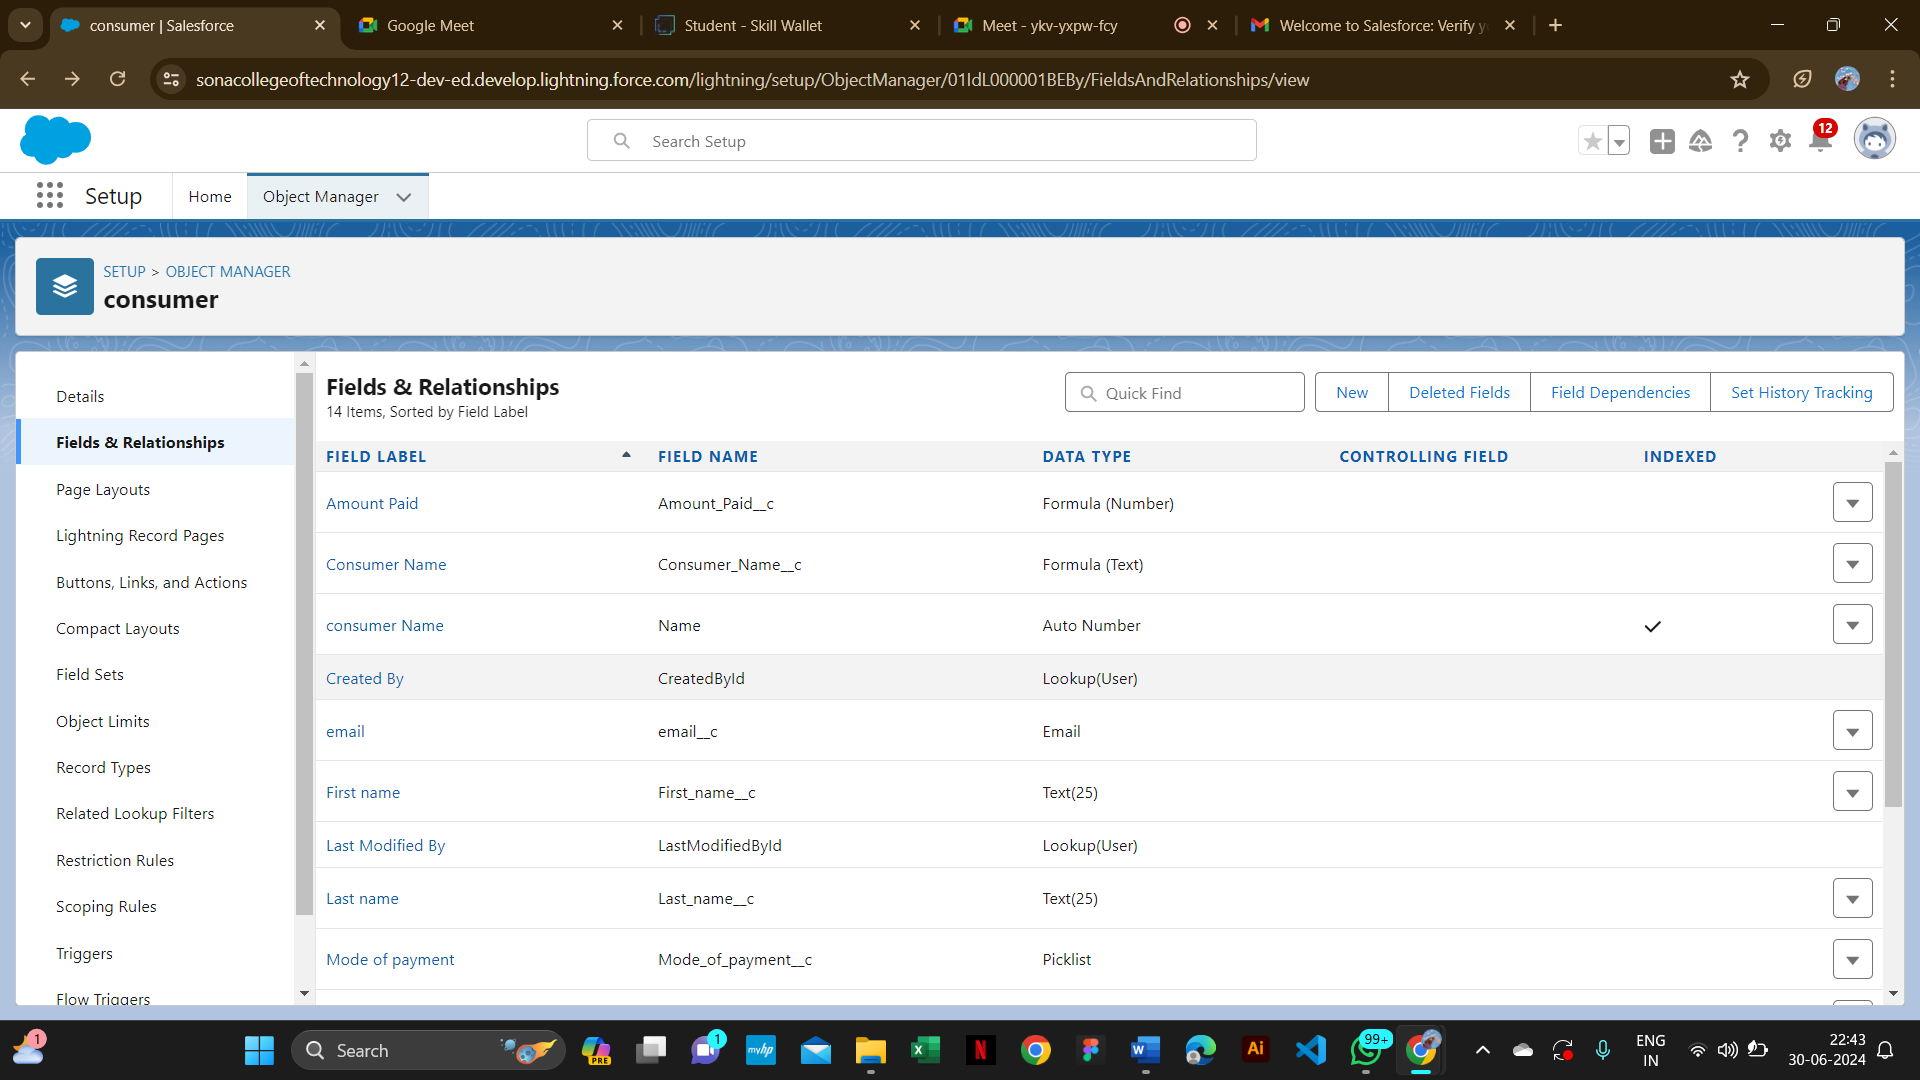 consumer | Salesforce
Google Meet
Student - Skill Wallet
Meet - ykv-yxpw-fcy
Welcome to Salesforce: Verify y
sonacollegeoftechnology12-dev-ed.develop.lightning.force.com/lightning/setup/ObjectManager/01IdL000001BEBy/FieldsAndRelationships/view
Search Setup
12
Setup
Home
Object Manager
SETUP > OBJECT MANAGER
consumer
Details
Fields & Relationships
Page Layouts
Lightning Record Pages
Buttons, Links, and Actions
Compact Layouts
Field Sets
Object Limits
Record Types
Related Lookup Filters
Restriction Rules
Scoping Rules
Triggers
Flow Triggers
Fields & Relationships
14 Items, Sorted by Field Label
Quick Find
New
Deleted Fields
Field Dependencies
Set History Tracking
FIELD LABEL FIELD NAME DATA TYPE CONTROLLING FIELD INDEXED
Amount Paid Amount_Paid__c Formula (Number)
Consumer Name Consumer_Name__c Formula (Text)
consumer Name Name Auto Number
Created By CreatedById Lookup(User)
email email__c Email
First name First_name__c Text(25)
Last Modified By LastModifiedById Lookup(User)
Last name Last_name__c Text(25)
Mode of payment Mode_of_payment__c Picklist
1
Search
PRE
1
myhp
N
Ai
99+
ENG
IN
22:43
30-06-2024